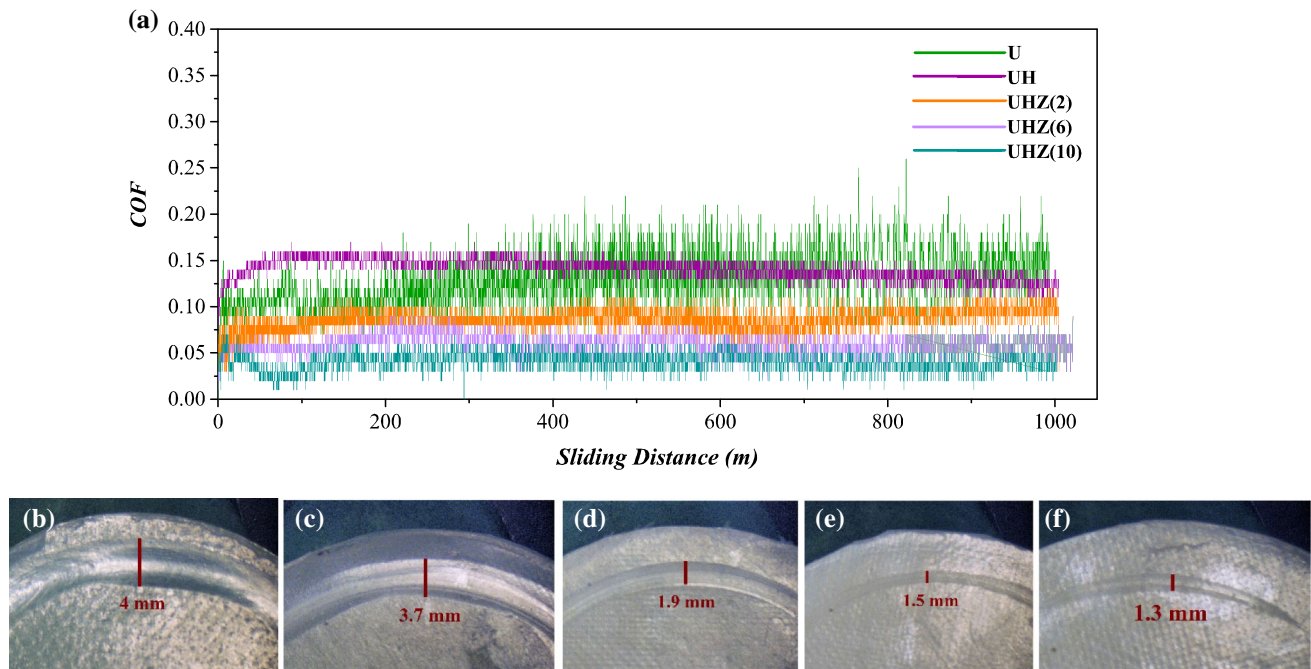 (a)
0.40
0.35
0.30
0.25
0.20
0.15
0.10
0.05
0.00
COF
U
UH
UHZ(2)
UHZ(6)
UHZ(10)
0 200 400 600 800 1000
Sliding Distance (m)
(b) (c) (d) (e) (f)
4 mm 3.7 mm 1.9 mm 1.5 mm 1.3 mm